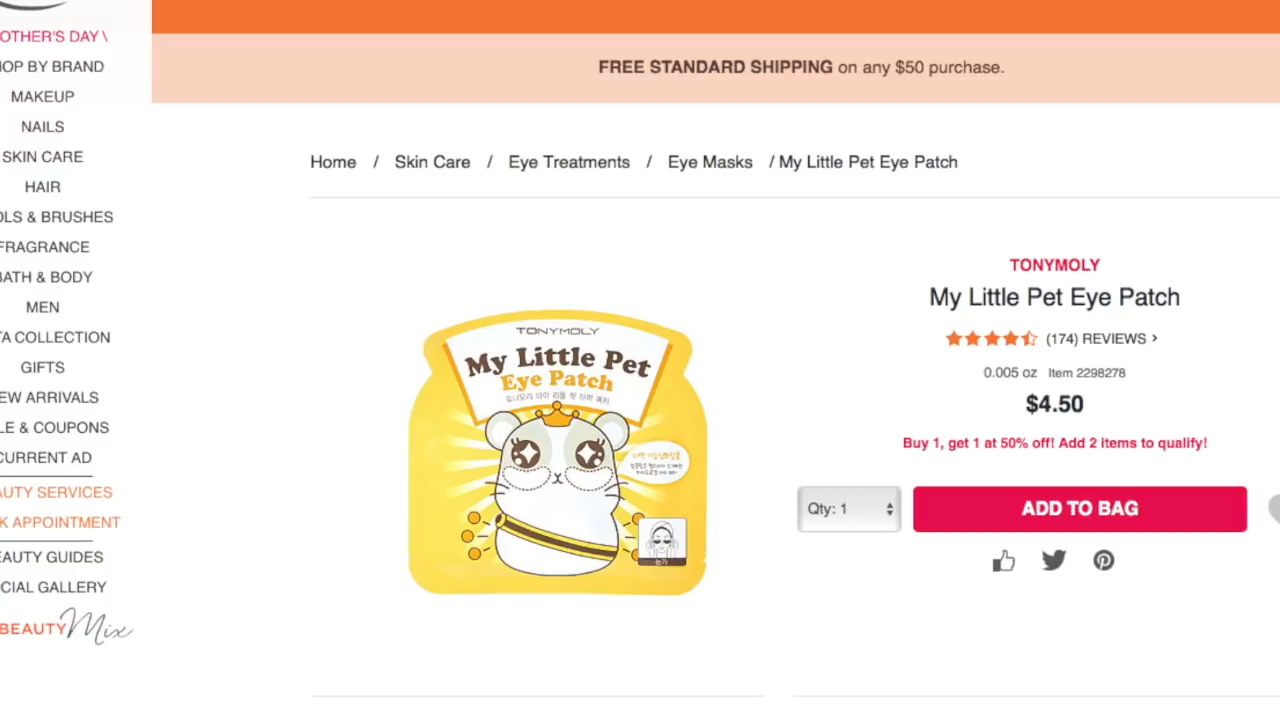 OTHER'S DAY \
OP BY BRAND
MAKEUP
NAILS
SKIN CARE
HAIR
OLS & BRUSHES
FRAGRANCE
BATH & BODY
MEN
TA COLLECTION
GIFTS
EW ARRIVALS
LE & COUPONS
CURRENT AD
AUTY SERVICES
K APPOINTMENT
EAUTY GUIDES
CIAL GALLERY
BEAUTY Mix
FREE STANDARD SHIPPING on any $50 purchase.
Home / Skin Care / Eye Treatments / Eye Masks / My Little Pet Eye Patch
TONYMOLY
My Little Pet
Eye Patch
TONYMOLY
My Little Pet Eye Patch
(174) REVIEWS >
0.005 oz Item 2298278
$4.50
Buy 1, get 1 at 50% off! Add 2 items to qualify!
Qty: 1
ADD TO BAG